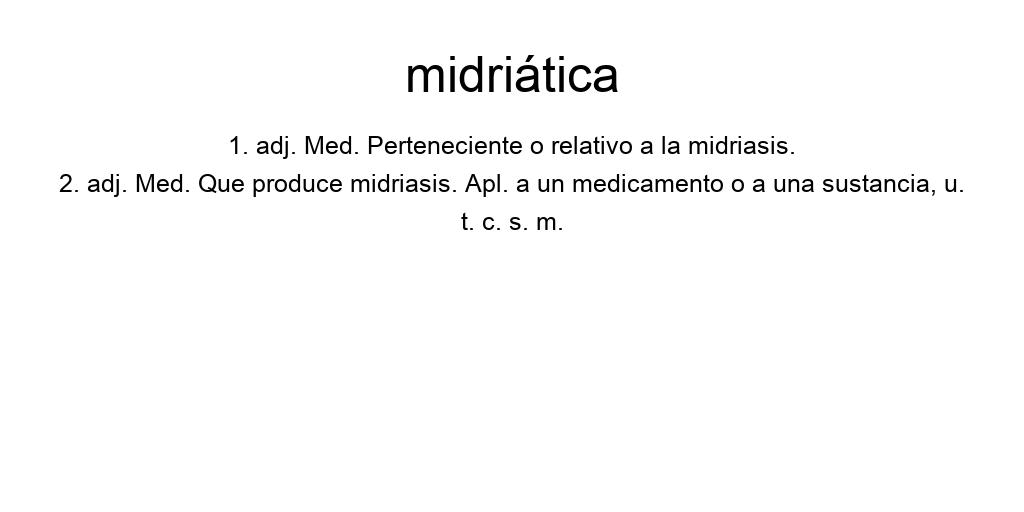 midriática
1. adj. Med. Perteneciente o relativo a la midriasis.
2. adj. Med. Que produce midriasis. Apl. a un medicamento o a una sustancia, u.
t. c. s. m.